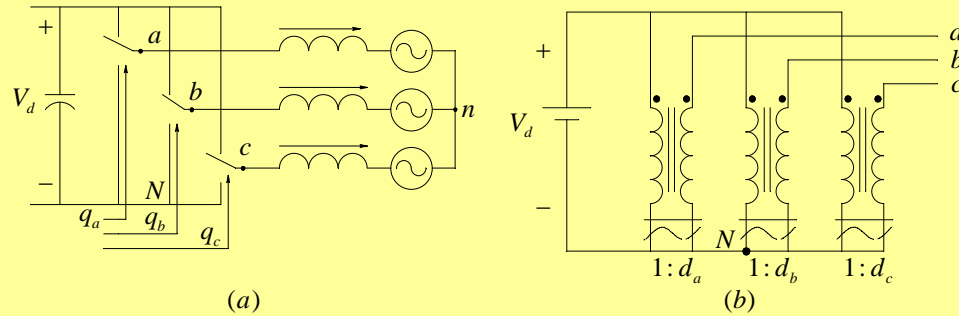 +
a
V_d
b
n
c
−
N
q_a
q_b
q_c
(a)
a
b
c
+
V_d
−
N
1:d_a
1:d_b
1:d_c
(b)